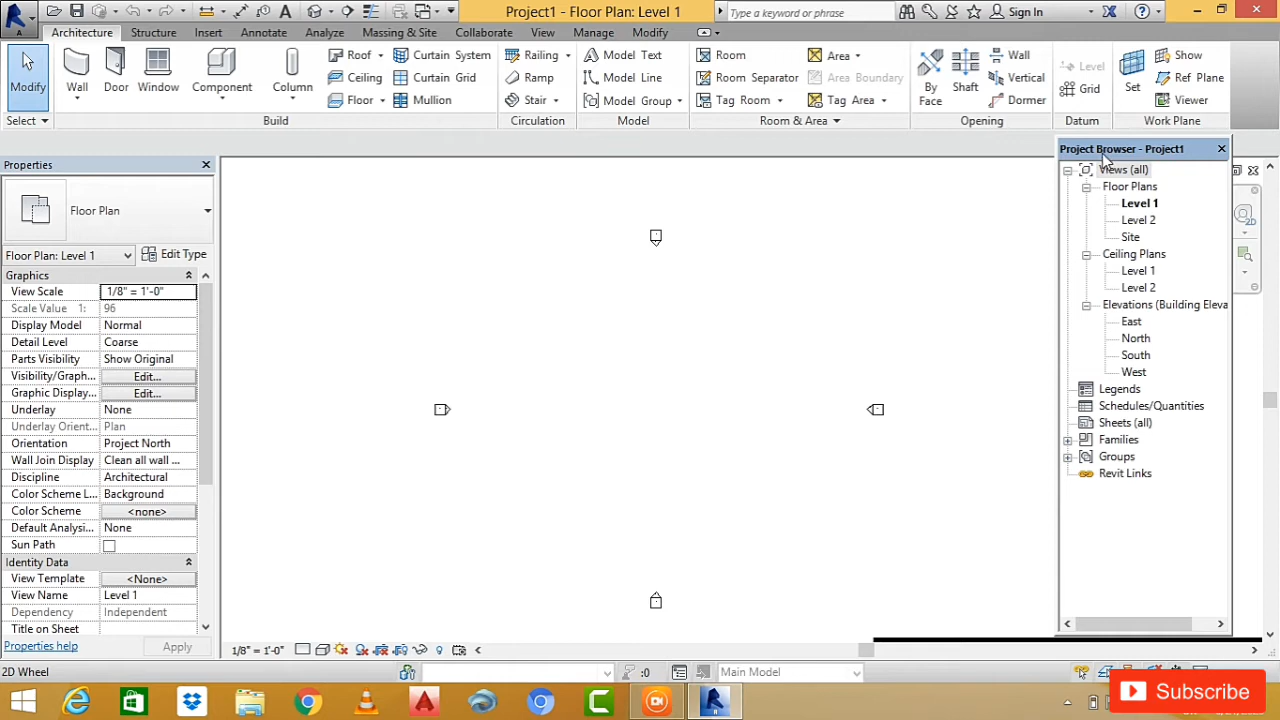 Project1 - Floor Plan: Level 1
Type a keyword or phrase
Sign In
Architecture Structure Insert Annotate Analyze Massing & Site Collaborate View Manage Modify
Modify
Select
Wall
Door
Window
Component
Column
Roof
Ceiling
Floor
Curtain System
Curtain Grid
Mullion
Build
Railing
Ramp
Stair
Circulation
Model Text
Model Line
Model Group
Model
Room
Room Separator
Tag Room
Area
Area Boundary
Tag Area
Room & Area
By Face
Shaft
Wall
Vertical
Dormer
Opening
Level
Grid
Datum
Set
Show
Ref Plane
Viewer
Work Plane
Properties
Floor Plan
Floor Plan: Level 1 Edit Type
Graphics
View Scale 1/8" = 1'-0"
Scale Value 1: 96
Display Model Normal
Detail Level Coarse
Parts Visibility Show Original
Visibility/Graph... Edit...
Graphic Display... Edit...
Underlay None
Underlay Orient... Plan
Orientation Project North
Wall Join Display Clean all wall ...
Discipline Architectural
Color Scheme L... Background
Color Scheme <none>
Default Analysi... None
Sun Path
Identity Data
View Template <None>
View Name Level 1
Dependency Independent
Title on Sheet
Properties help Apply
Project Browser - Project1
Views (all)
Floor Plans
Level 1
Level 2
Site
Ceiling Plans
Level 1
Level 2
Elevations (Building Eleva
East
North
South
West
Legends
Schedules/Quantities
Sheets (all)
Families
Groups
Revit Links
1/8" = 1'-0"
2D Wheel
:0
Main Model
Subscribe